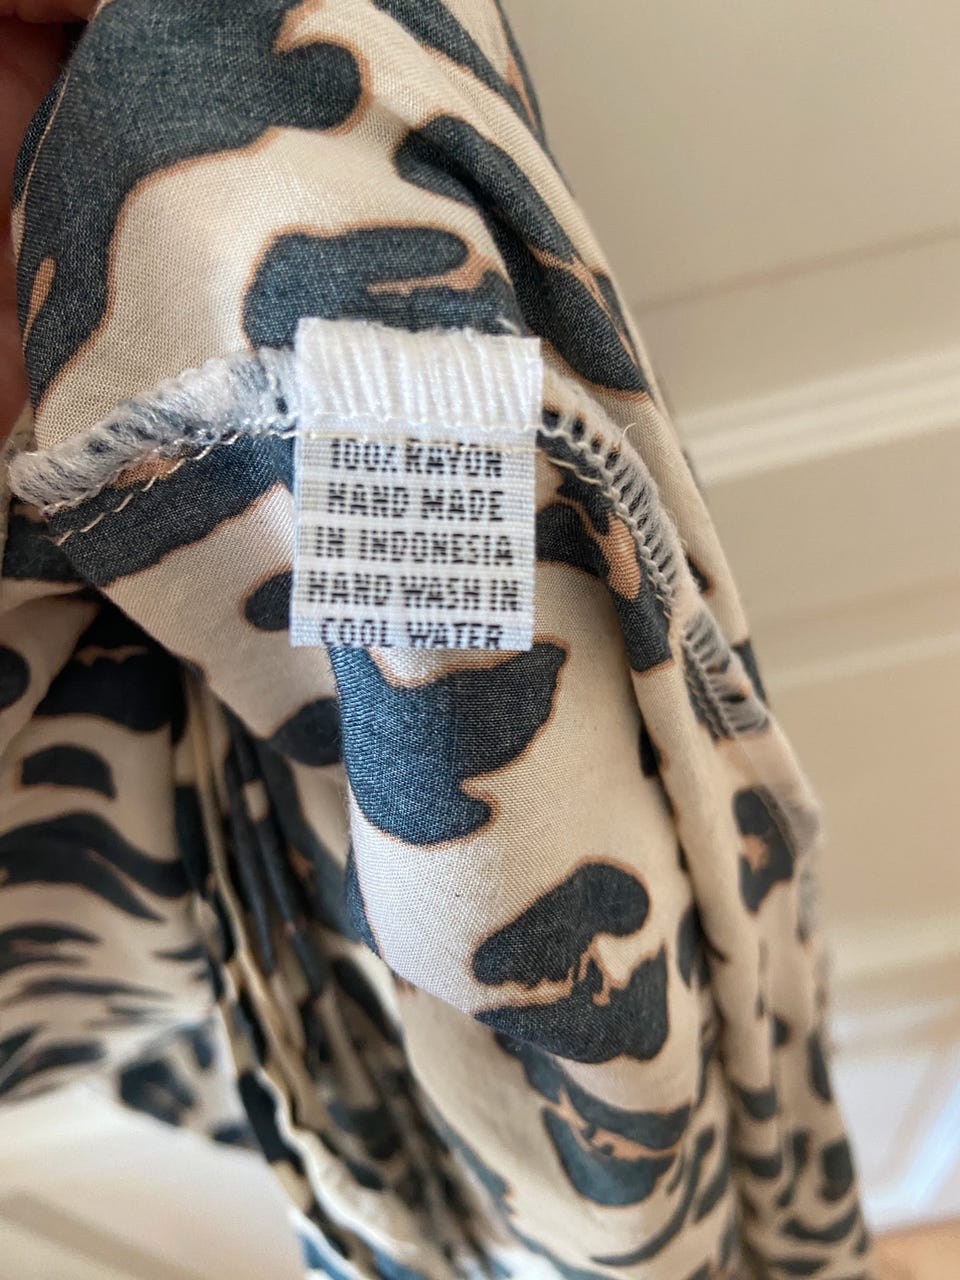 100% RAYON
HAND MADE
IN INDONESIA
HAND WASH IN
COOL WATER